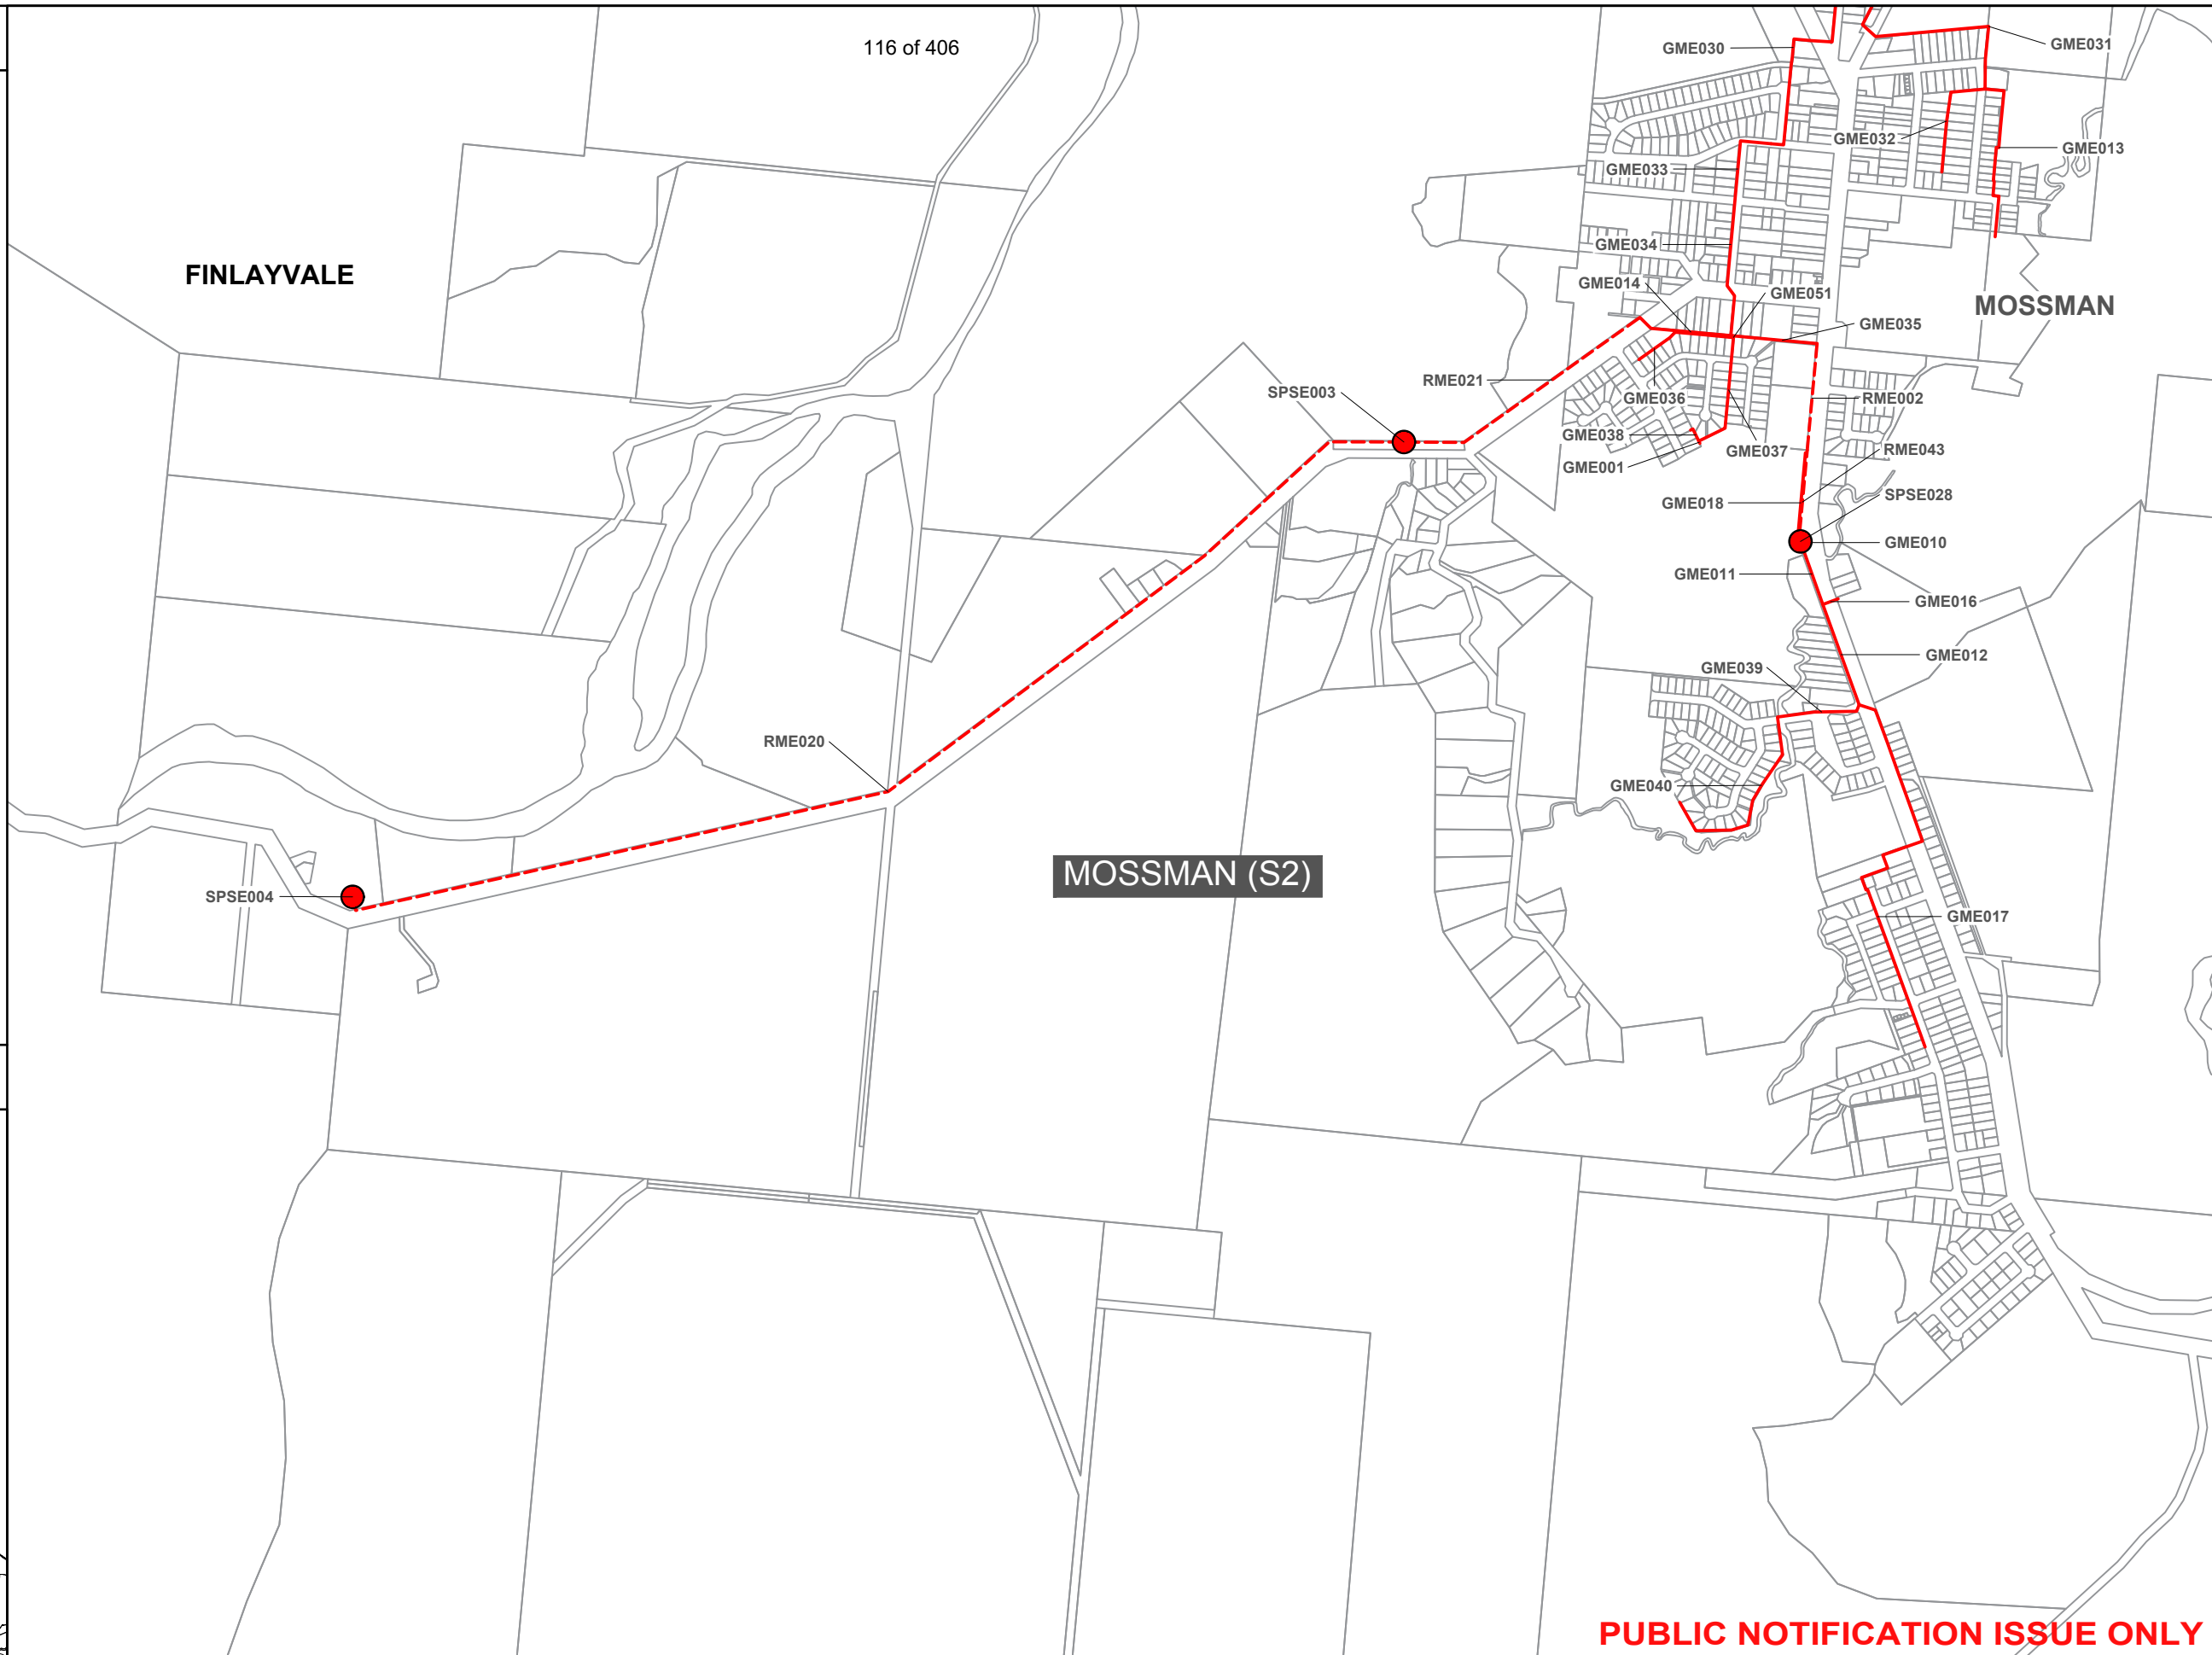 116 of 406
GME030
GME031
GME032
GME013
GME033
FINLAYVALE
GME034
GME014
GME051
MOSSMAN
GME035
RME021
SPSE003
GME036
RME002
GME038
GME037
RME043
GME001
GME018
SPSE028
GME010
GME011
GME016
GME012
GME039
RME020
GME040
MOSSMAN (S2)
SPSE004
GME017
PUBLIC NOTIFICATION ISSUE ONLY